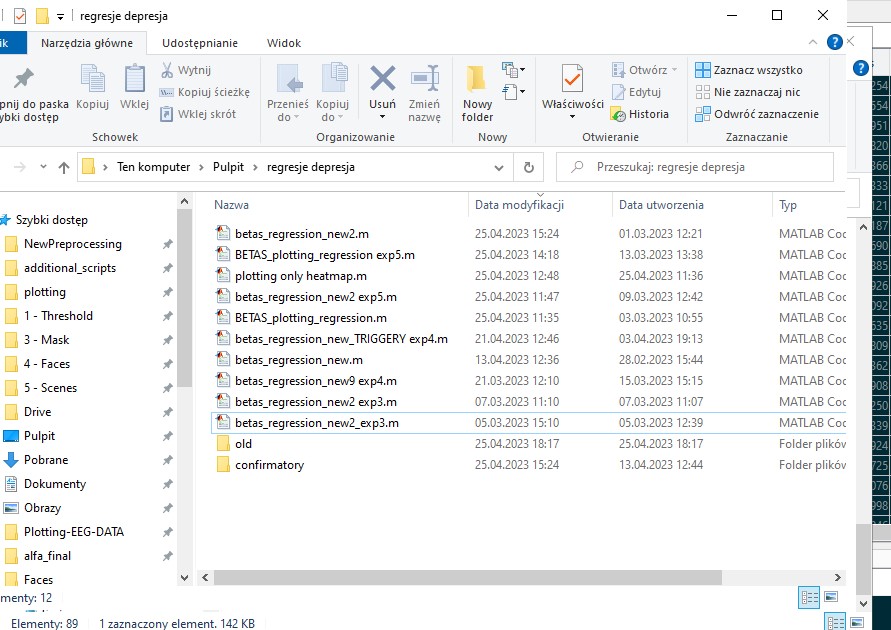 regresje depresja
ik Narzędzia główne Udostępnianie Widok
pnij do paska
ybki dostęp
Kopiuj
Wklej
Wytnij
Kopiuj ścieżkę
Wklej skrót
Schowek
Przenieś do
Kopiuj do
Usuń
Zmień nazwę
Organizowanie
Nowy folder
Nowy
Właściwości
Otwórz
Edytuj
Historia
Otwieranie
Zaznacz wszystko
Nie zaznaczaj nic
Odwróć zaznaczenie
Zaznaczanie
Ten komputer Pulpit regresje depresja
Przeszukaj: regresje depresja
Szybki dostęp
NewPreprocessing
additional_scripts
plotting
1 - Threshold
3 - Mask
4 - Faces
5 - Scenes
Drive
Pulpit
Pobrane
Dokumenty
Obrazy
Plotting-EEG-DATA
alfa_final
Faces
Nazwa Data modyfikacji Data utworzenia Typ
betas_regression_new2.m 25.04.2023 15:24 01.03.2023 12:21 MATLAB Coc
BETAS_plotting_regression exp5.m 25.04.2023 14:18 13.03.2023 13:38 MATLAB Coc
plotting only heatmap.m 25.04.2023 12:48 25.04.2023 11:36 MATLAB Coc
betas_regression_new2 exp5.m 25.04.2023 11:47 09.03.2023 12:42 MATLAB Coc
BETAS_plotting_regression.m 25.04.2023 11:35 03.03.2023 10:55 MATLAB Coc
betas_regression_new_TRIGGERY exp4.m 21.04.2023 12:46 03.04.2023 19:13 MATLAB Coc
betas_regression_new.m 13.04.2023 12:36 28.02.2023 15:44 MATLAB Coc
betas_regression_new9 exp4.m 21.03.2023 12:10 15.03.2023 15:15 MATLAB Coc
betas_regression_new2 exp3.m 07.03.2023 11:10 07.03.2023 11:07 MATLAB Coc
betas_regression_new2_exp3.m 05.03.2023 15:10 05.03.2023 12:39 MATLAB Coc
old 25.04.2023 18:17 25.04.2023 18:17 Folder plików
confirmatory 25.04.2023 15:24 13.04.2023 12:44 Folder plików
menty: 12
Elementy: 89 1 zaznaczony element. 142 KB